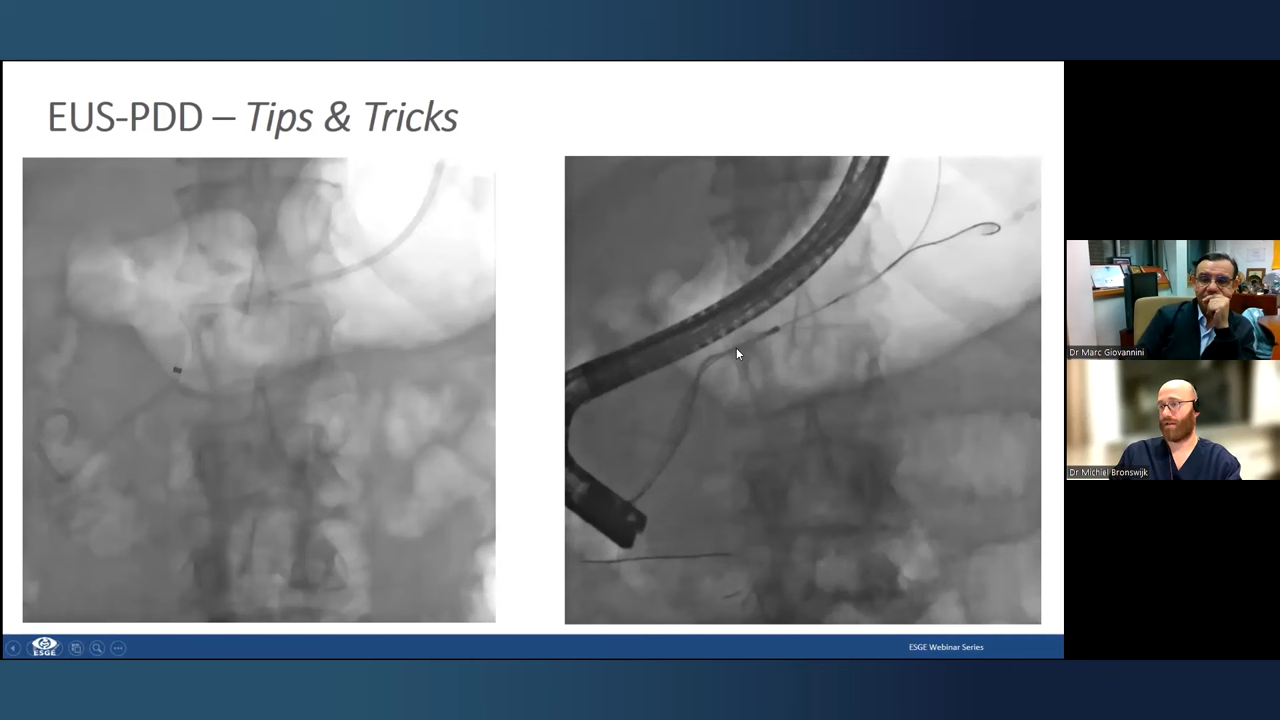 EUS-PDD – Tips & Tricks
Dr Marc Giovannini
Dr Michiel Bronswijk
ESGE
ESGE Webinar Series